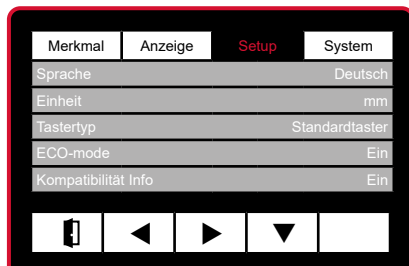 Merkmal Anzeige Setup System
Sprache Deutsch
Einheit mm
Tastertyp Standardtaster
ECO-mode Ein
Kompatibilität Info Ein